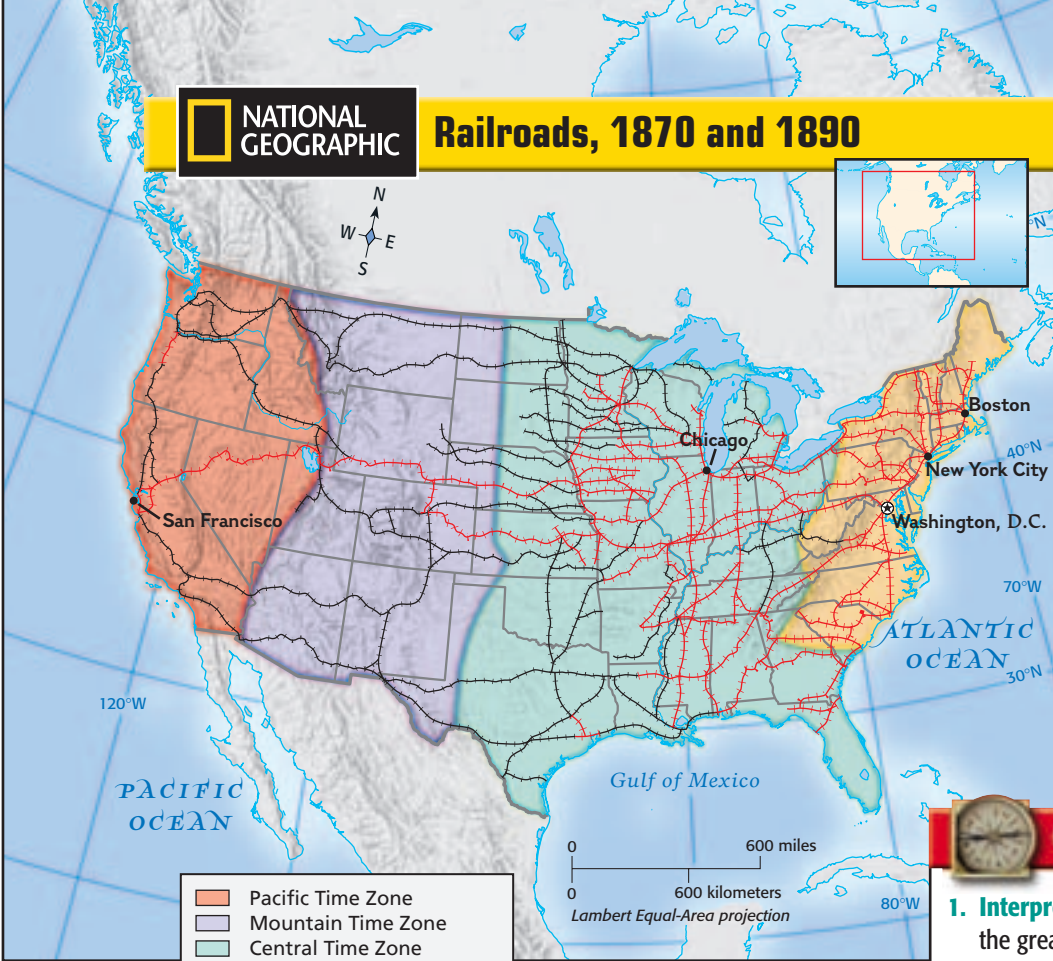 NATIONAL
GEOGRAPHIC
Railroads, 1870 and 1890
N
W
E
S
°N
Boston
Chicago
40°N
New York City
San Francisco
Washington, D.C.
70°W
ATLANTIC
OCEAN
30°N
120°W
PACIFIC
OCEAN
Gulf of Mexico
0
600 miles
0
600 kilometers
Lambert Equal-Area projection
80°W
Pacific Time Zone
Mountain Time Zone
Central Time Zone
1. Interpr
the grea